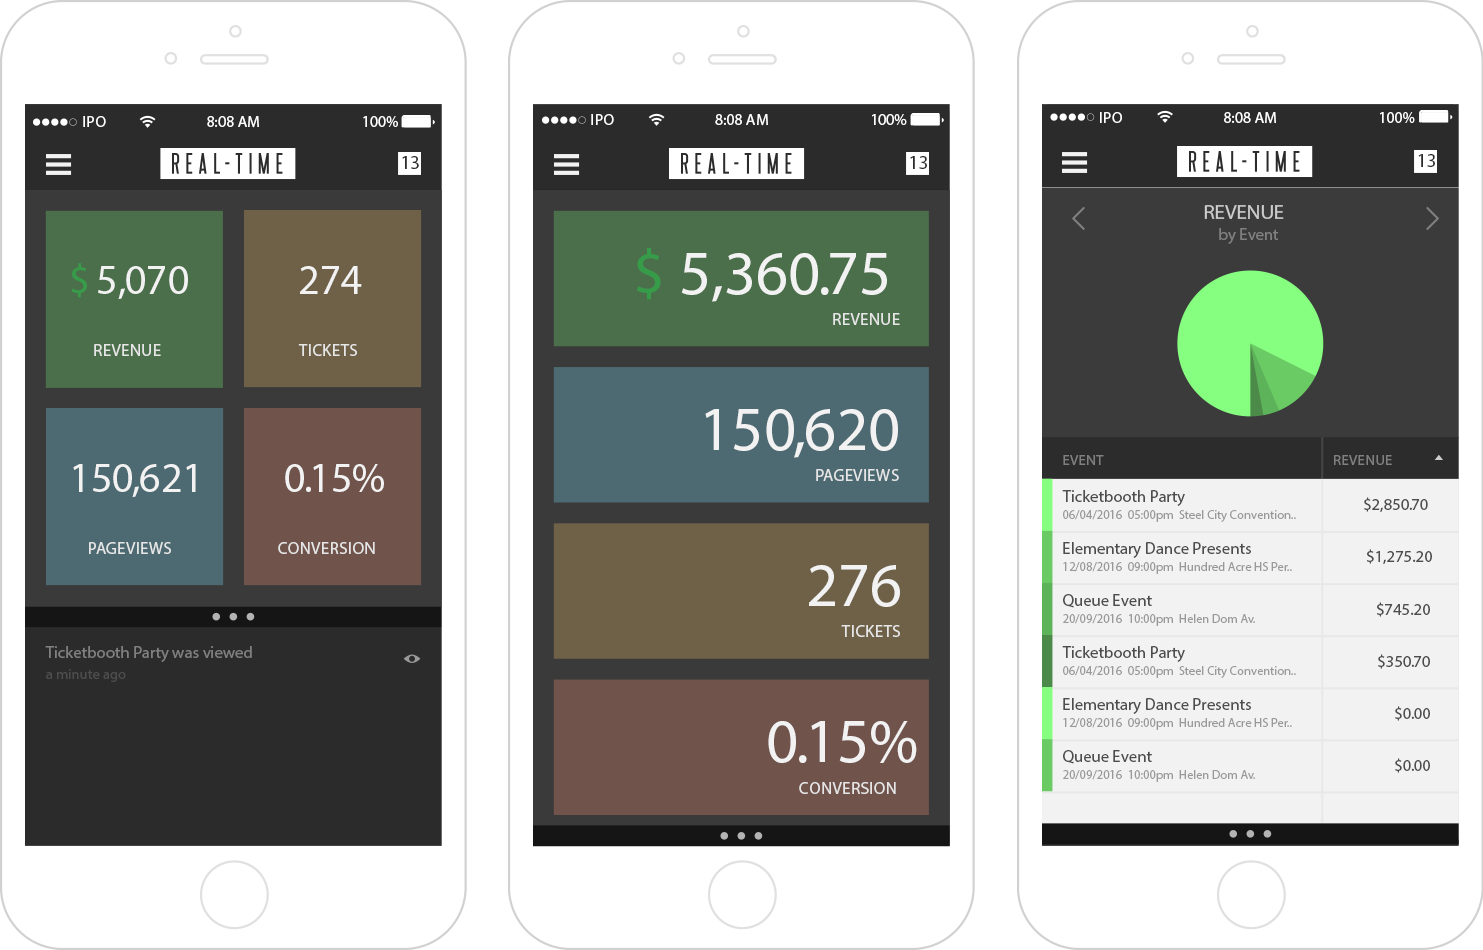 IPO 8:08 AM 100%
REAL-TIME 13
$ 5,070 274
REVENUE TICKETS
150,621 0.15%
PAGEVIEWS CONVERSION
Ticketbooth Party was viewed
a minute ago
IPO 8:08 AM 100%
REAL-TIME 13
$ 5,360.75
REVENUE
150,620
PAGEVIEWS
276
TICKETS
0.15%
CONVERSION
IPO 8:08 AM 100%
REAL-TIME 13
REVENUE
by Event
EVENT REVENUE
Ticketbooth Party $2,850.70
06/04/2016 05:00pm Steel City Convention..
Elementary Dance Presents $1,275.20
12/08/2016 09:00pm Hundred Acre HS Per..
Queue Event $745.20
20/09/2016 10:00pm Helen Dom Av.
Ticketbooth Party $350.70
06/04/2016 05:00pm Steel City Convention..
Elementary Dance Presents $0.00
12/08/2016 09:00pm Hundred Acre HS Per..
Queue Event $0.00
20/09/2016 10:00pm Helen Dom Av.